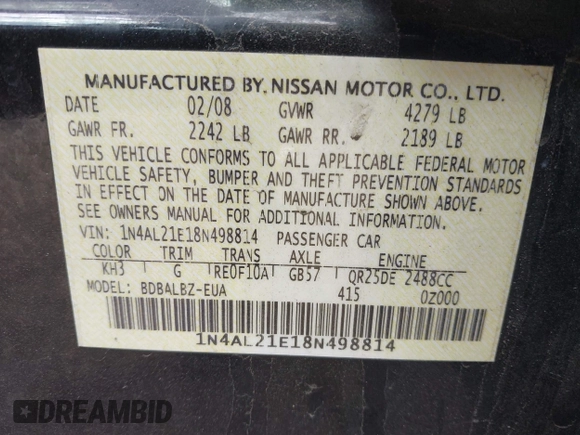 MANUFACTURED BY NISSAN MOTOR CO., LTD.
DATE 02/08 GVWR 4279 LB
GAWR FR. 2242 LB GAWR RR. 2189 LB
THIS VEHICLE CONFORMS TO ALL APPLICABLE FEDERAL MOTOR
VEHICLE SAFETY, BUMPER AND THEFT PREVENTION STANDARDS
IN EFFECT ON THE DATE OF MANUFACTURE SHOWN ABOVE.
SEE OWNERS MANUAL FOR ADDITIONAL INFORMATION.
VIN: 1N4AL21E18N498814 PASSENGER CAR
COLOR TRIM TRANS AXLE ENGINE
KH3 G RE0F10A GB57 QR25DE 2488CC
MODEL: BDBALBZ-EUA 415 0Z000
1N4AL21E18N498814
DREAMBID